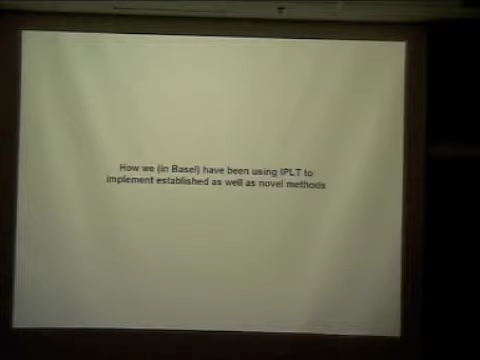 How we (in Basel) have been using IPLT to
implement established as well as novel methods